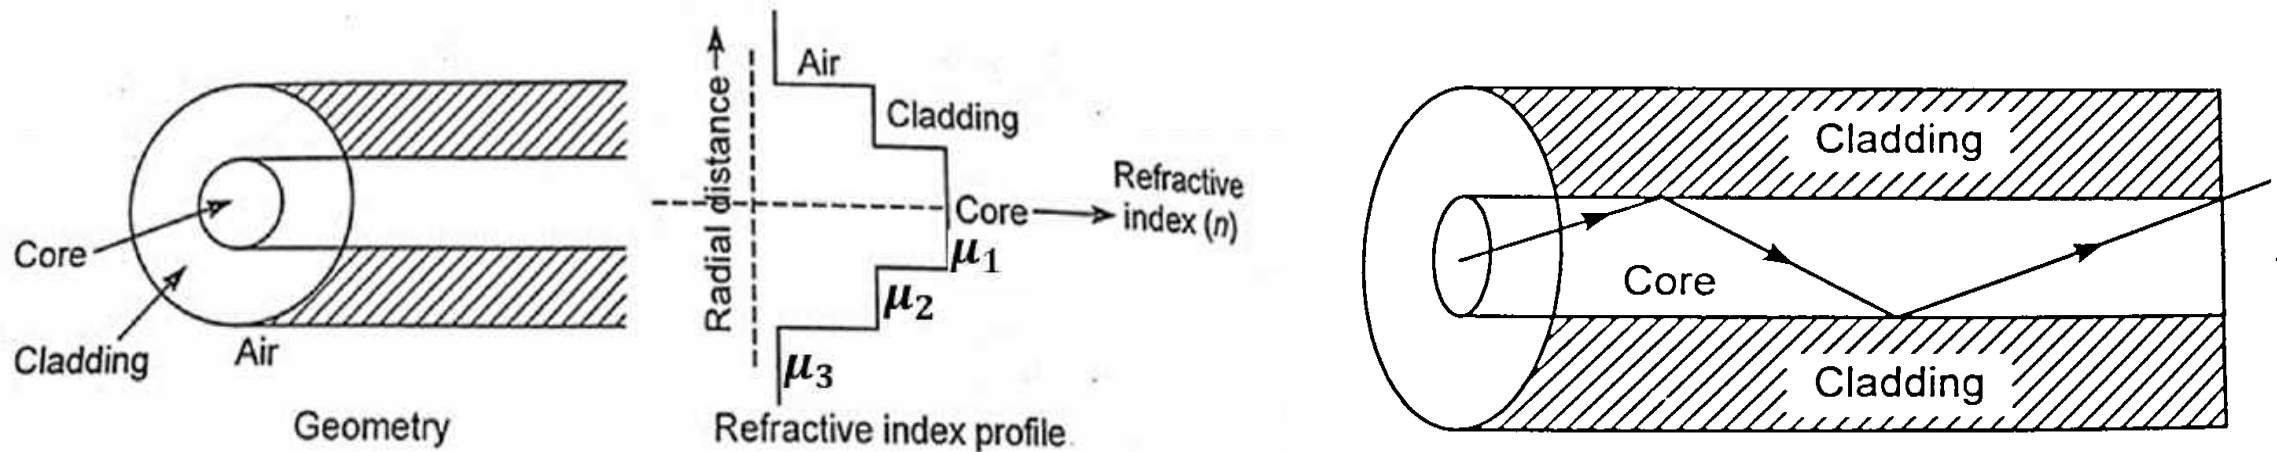 Core
Cladding
Air
Geometry
Radial distance
Air
Cladding
Core
Refractive
index (n)
μ1
μ2
μ3
Refractive index profile
Cladding
Core
Cladding